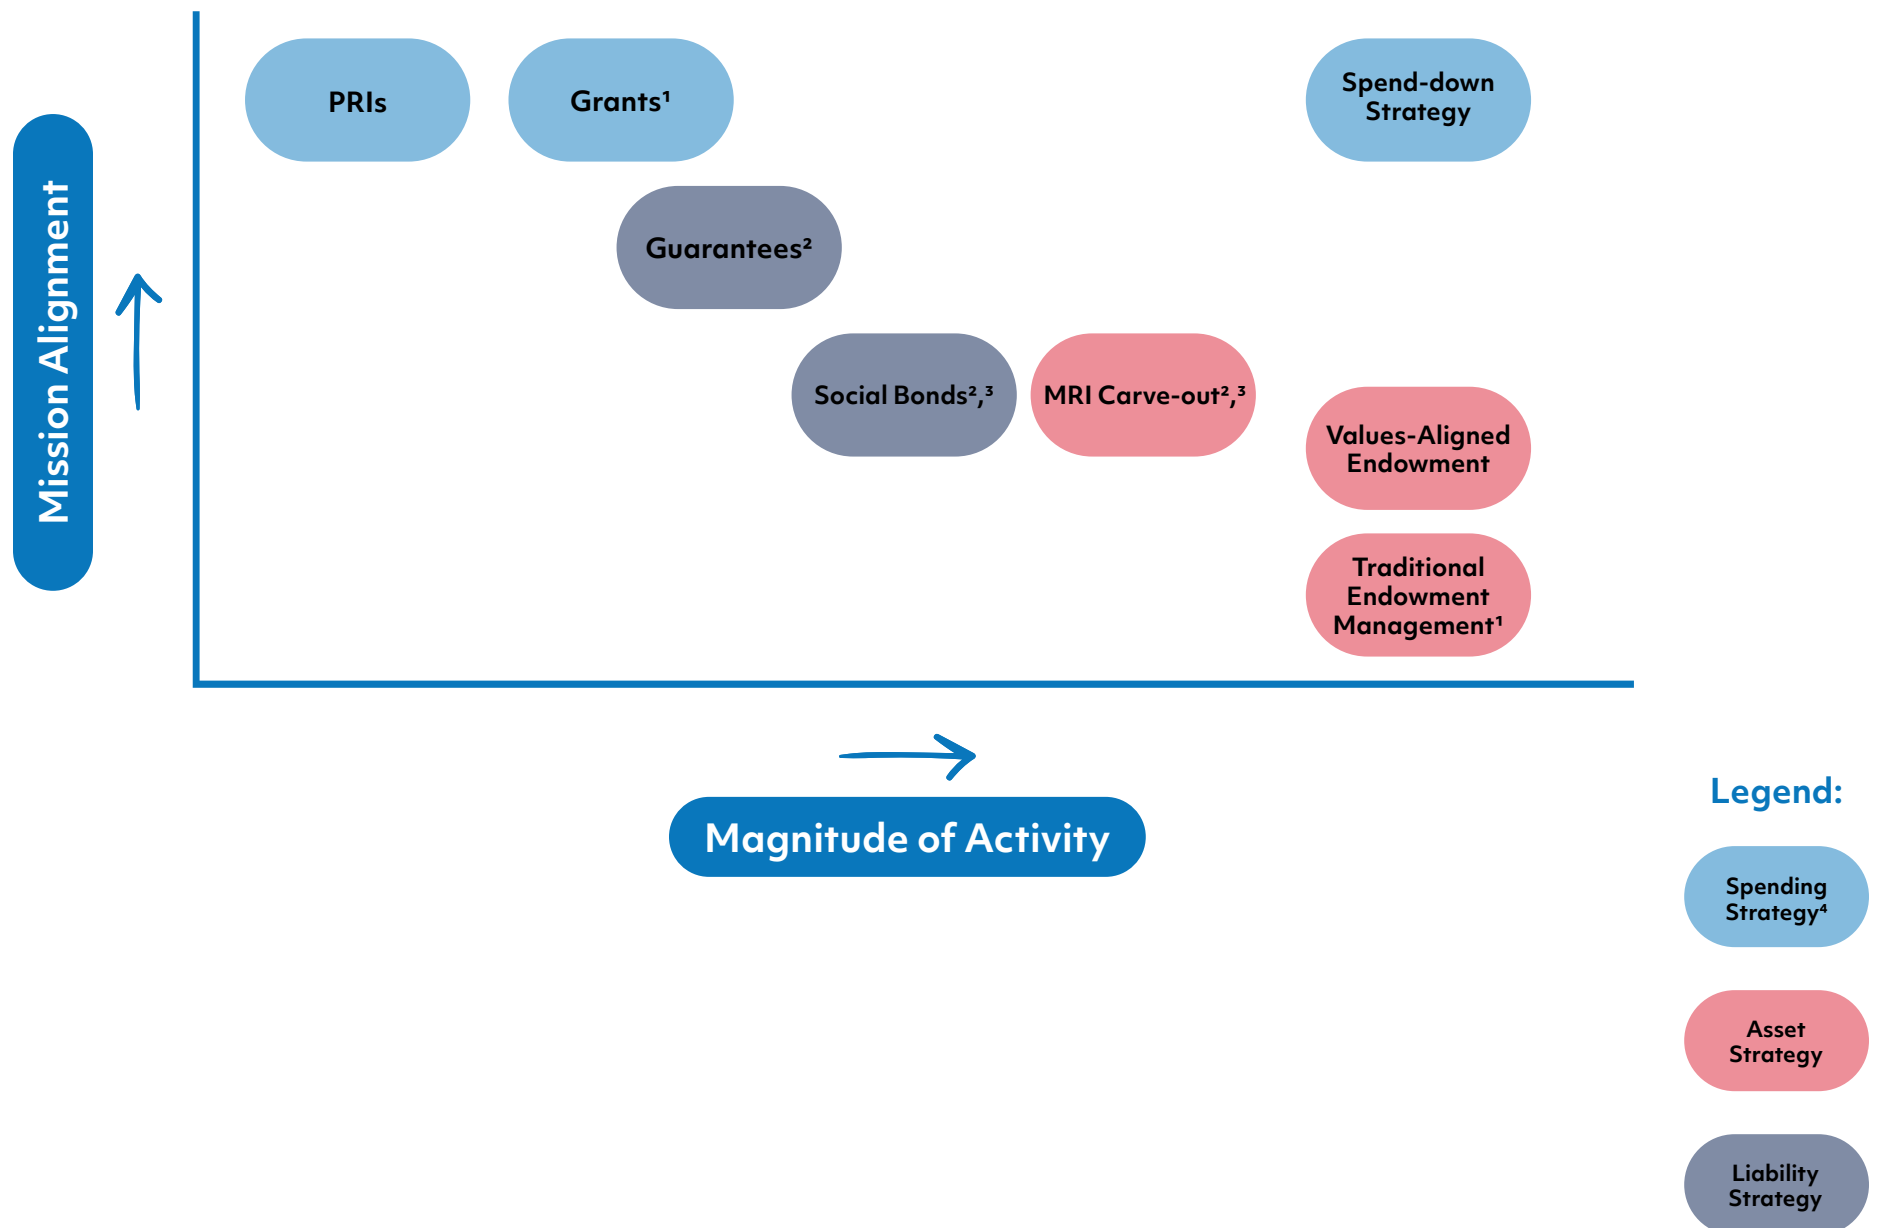 Mission Alignment
PRIs
Grants¹
Spend-down
Strategy
Guarantees²
Social Bonds²,³
MRI Carve-out²,³
Values-Aligned
Endowment
Traditional
Endowment
Management¹
Magnitude of Activity
Legend:
Spending
Strategy⁴
Asset
Strategy
Liability
Strategy